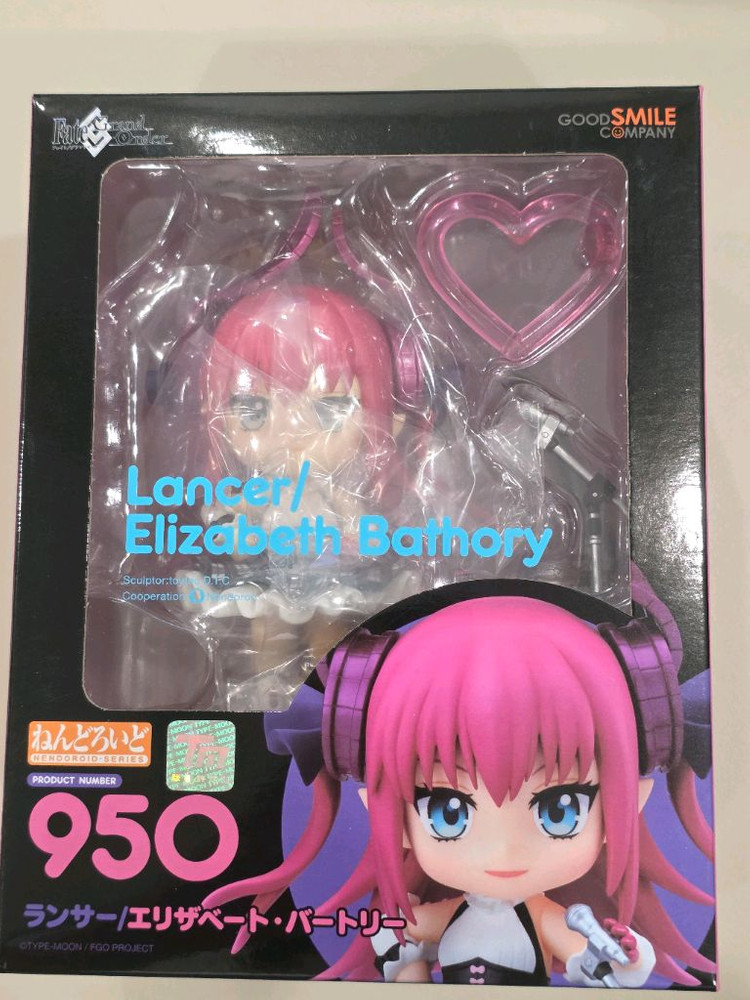 Fate Grand Order
GOOD SMILE COMPANY
Lancer/
Elizabeth Bathory
Cooperation:
ねんどろいど
NENDOROID·SERIES
PRODUCT NUMBER
950
ランサー/エリザベート・バートリー
©TYPE-MOON / FGO PROJECT